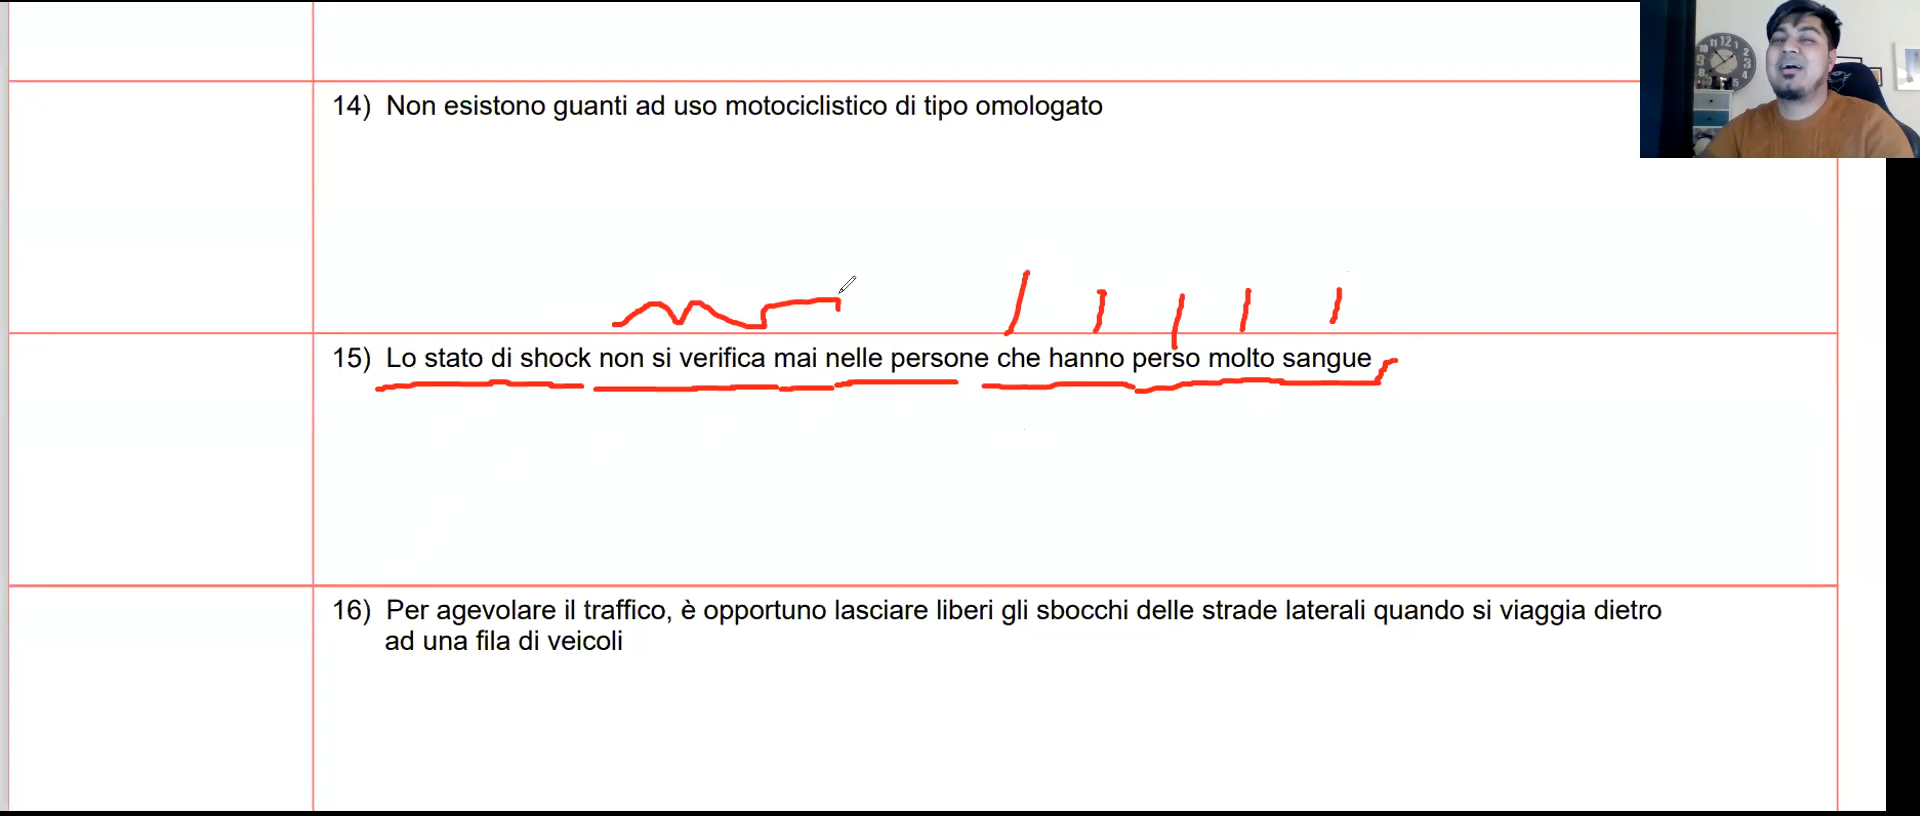 14) Non esistono guanti ad uso motociclistico di tipo omologato
15) Lo stato di shock non si verifica mai nelle persone che hanno perso molto sangue
16) Per agevolare il traffico, è opportuno lasciare liberi gli sbocchi delle strade laterali quando si viaggia dietro
ad una fila di veicoli